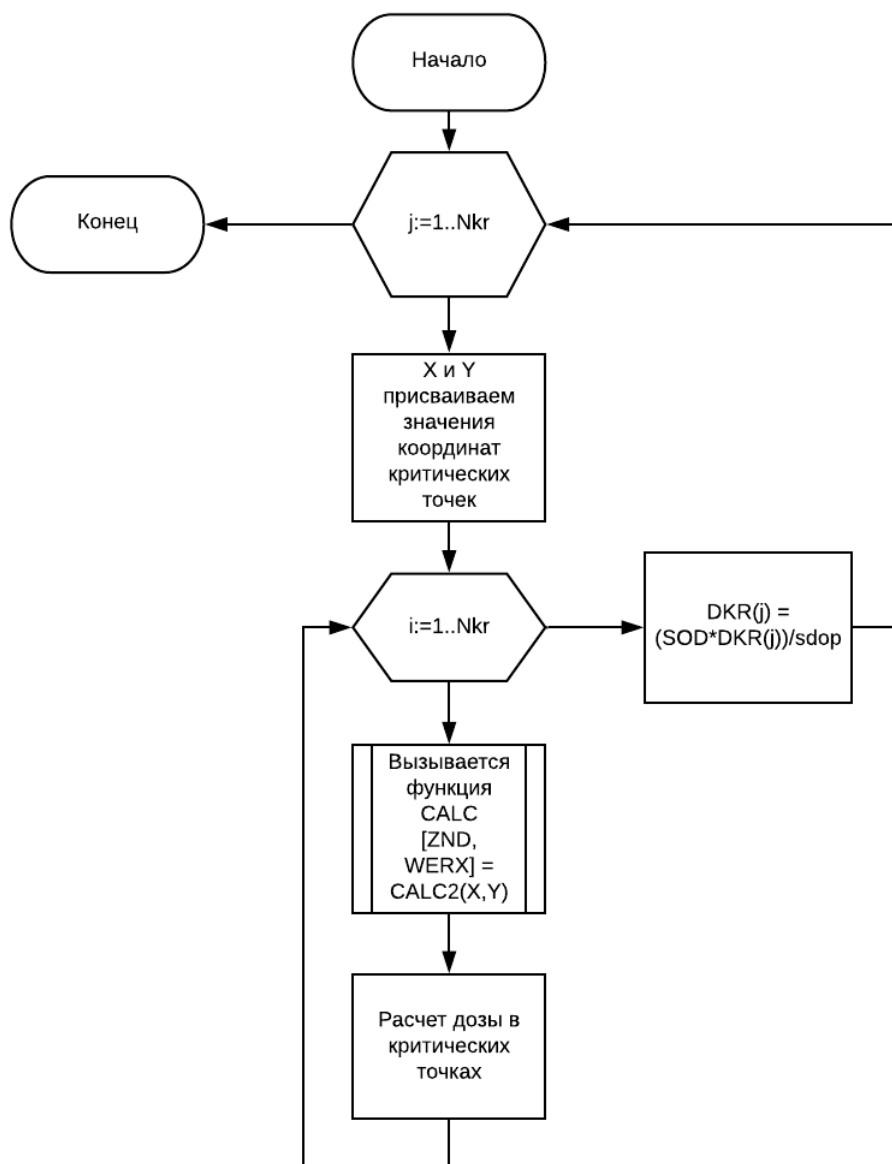 Начало
Конец
j:=1..Nkr
X и Y
присваиваем
значения
координат
критических
точек
i:=1..Nkr
DKR(j) =
(SOD*DKR(j))/sdop
Вызывается
функция
CALC
[ZND,
WERX] =
CALC2(X,Y)
Расчет дозы в
критических
точках